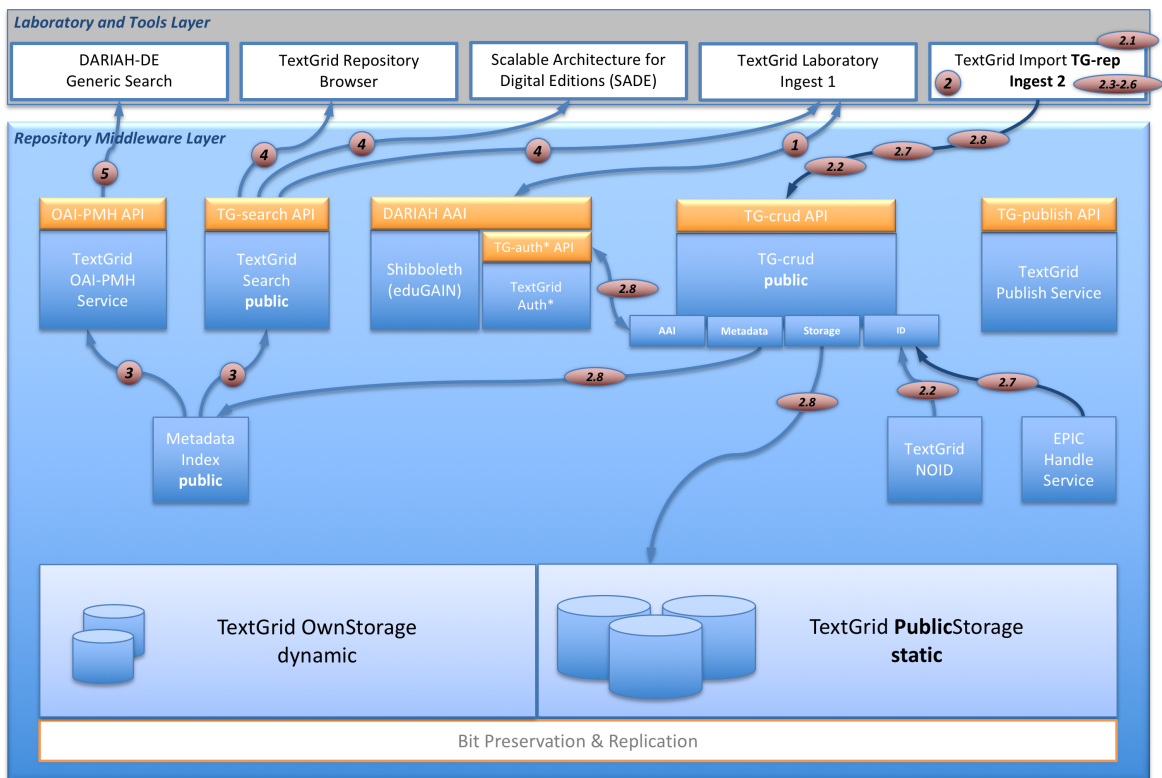 Laboratory and Tools Layer
2.1
DARIAH-DE
Generic Search
TextGrid Repository
Browser
Scalable Architecture for
Digital Editions (SADE)
TextGrid Laboratory
Ingest 1
TextGrid Import TG-rep
Ingest 2
2
2.3-2.6
Repository Middleware Layer
5
4
4
4
1
2.2
2.7
2.8
OAI-PMH API
TextGrid
OAI-PMH
Service
TG-search API
TextGrid
Search
public
DARIAH AAI
Shibboleth
(eduGAIN)
TG-auth* API
TextGrid
Auth*
2.8
TG-crud API
TG-crud
public
AAI
Metadata
Storage
ID
TG-publish API
TextGrid
Publish Service
3
3
2.8
2.8
2.2
2.7
Metadata
Index
public
TextGrid
NOID
EPIC
Handle
Service
TextGrid OwnStorage
dynamic
TextGrid PublicStorage
static
Bit Preservation & Replication